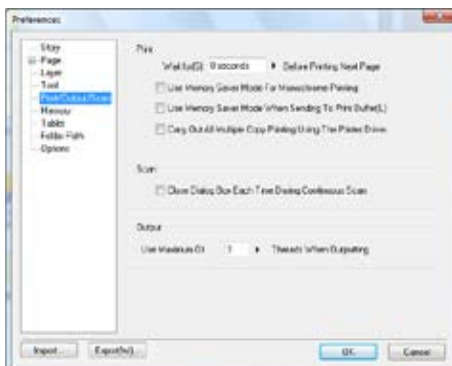 Preferences
Story
Page
Layer
Tool
Print/Output/Scan
Memory
Tablet
Folder Path
Options
Print
Wait for(S): 0 seconds Before Printing Next Page
Use Memory Saver Mode For Monochrome Printing
Use Memory Saver Mode When Sending To Print Buffer(L)
Carry Out All Multiple Copy Printing Using The Printer Driver
Scan
Close Dialog Box Each Time During Continuous Scan
Output
Use Maximum Of: 1 Threads When Outputting
Import... Export(W)... OK Cancel